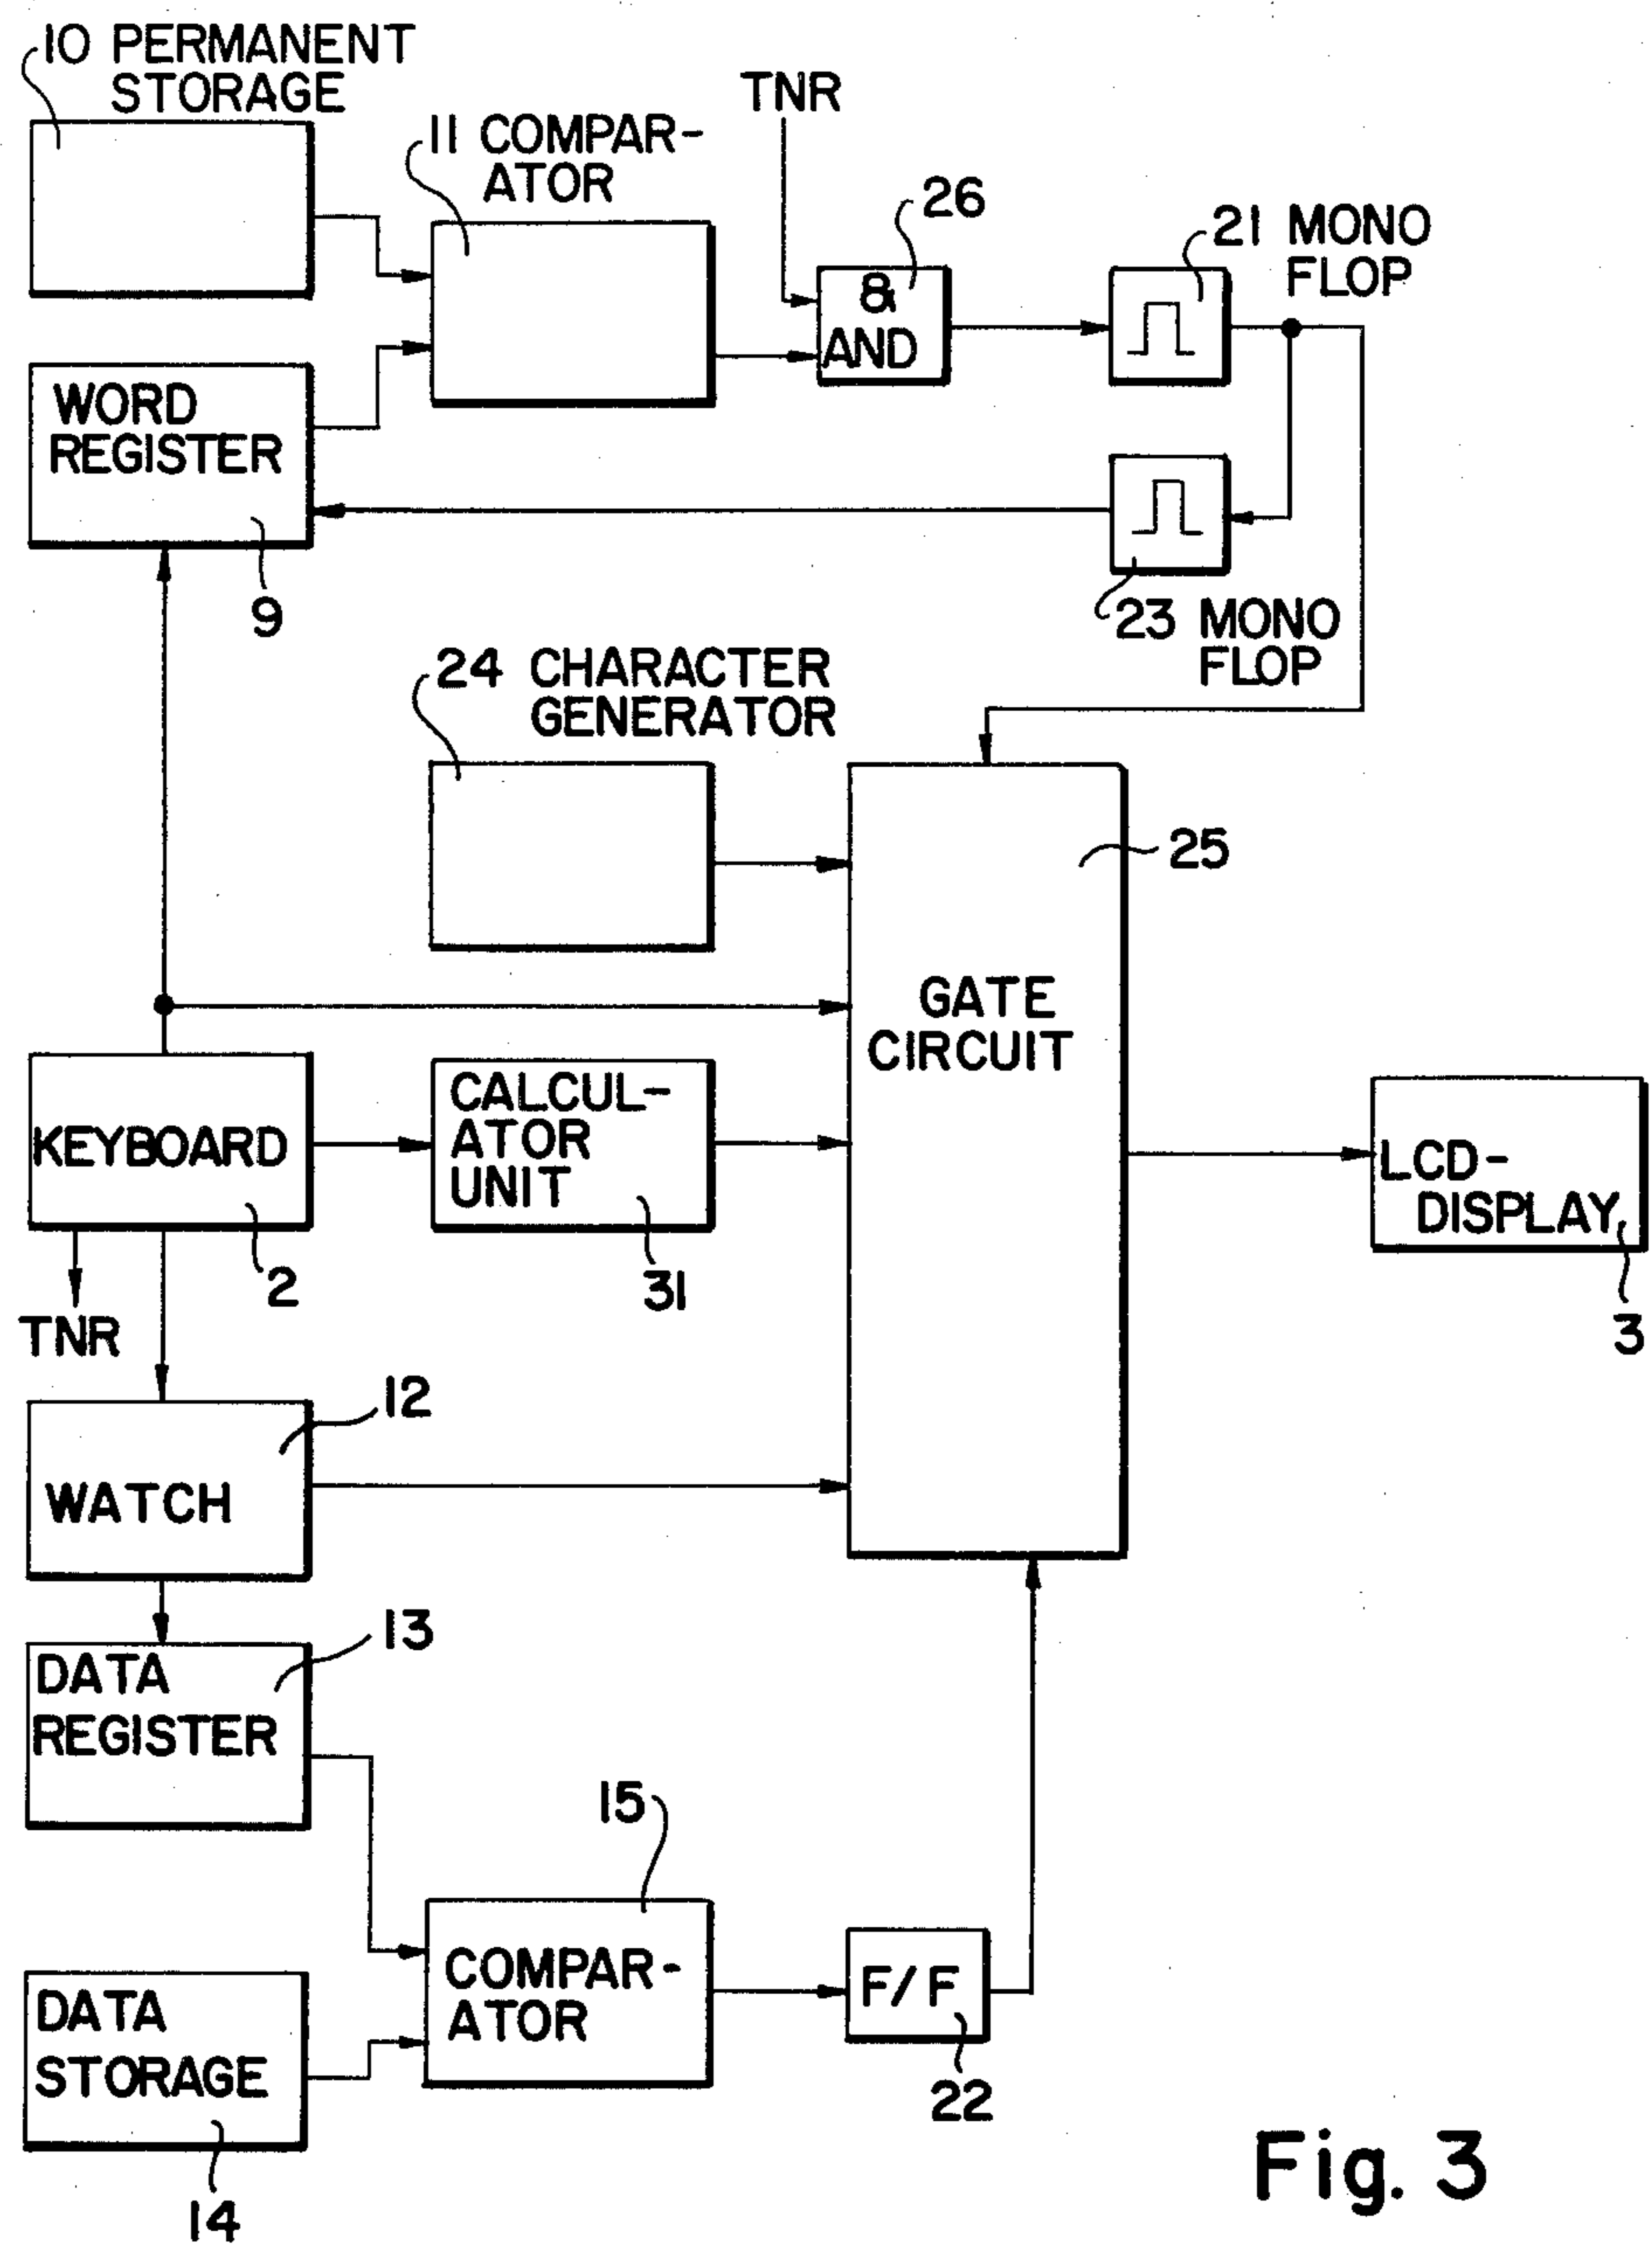 10 PERMANENT
STORAGE
11 COMPAR-
ATOR
TNR
26
21 MONO
FLOP
& 
AND
WORD
REGISTER
9
23 MONO
FLOP
24 CHARACTER
GENERATOR
25
GATE
CIRCUIT
KEYBOARD
2
CALCUL-
ATOR
UNIT
31
LCD-
DISPLAY
3
TNR
12
WATCH
13
DATA
REGISTER
15
COMPAR-
ATOR
F/F
22
DATA
STORAGE
14
Fig. 3